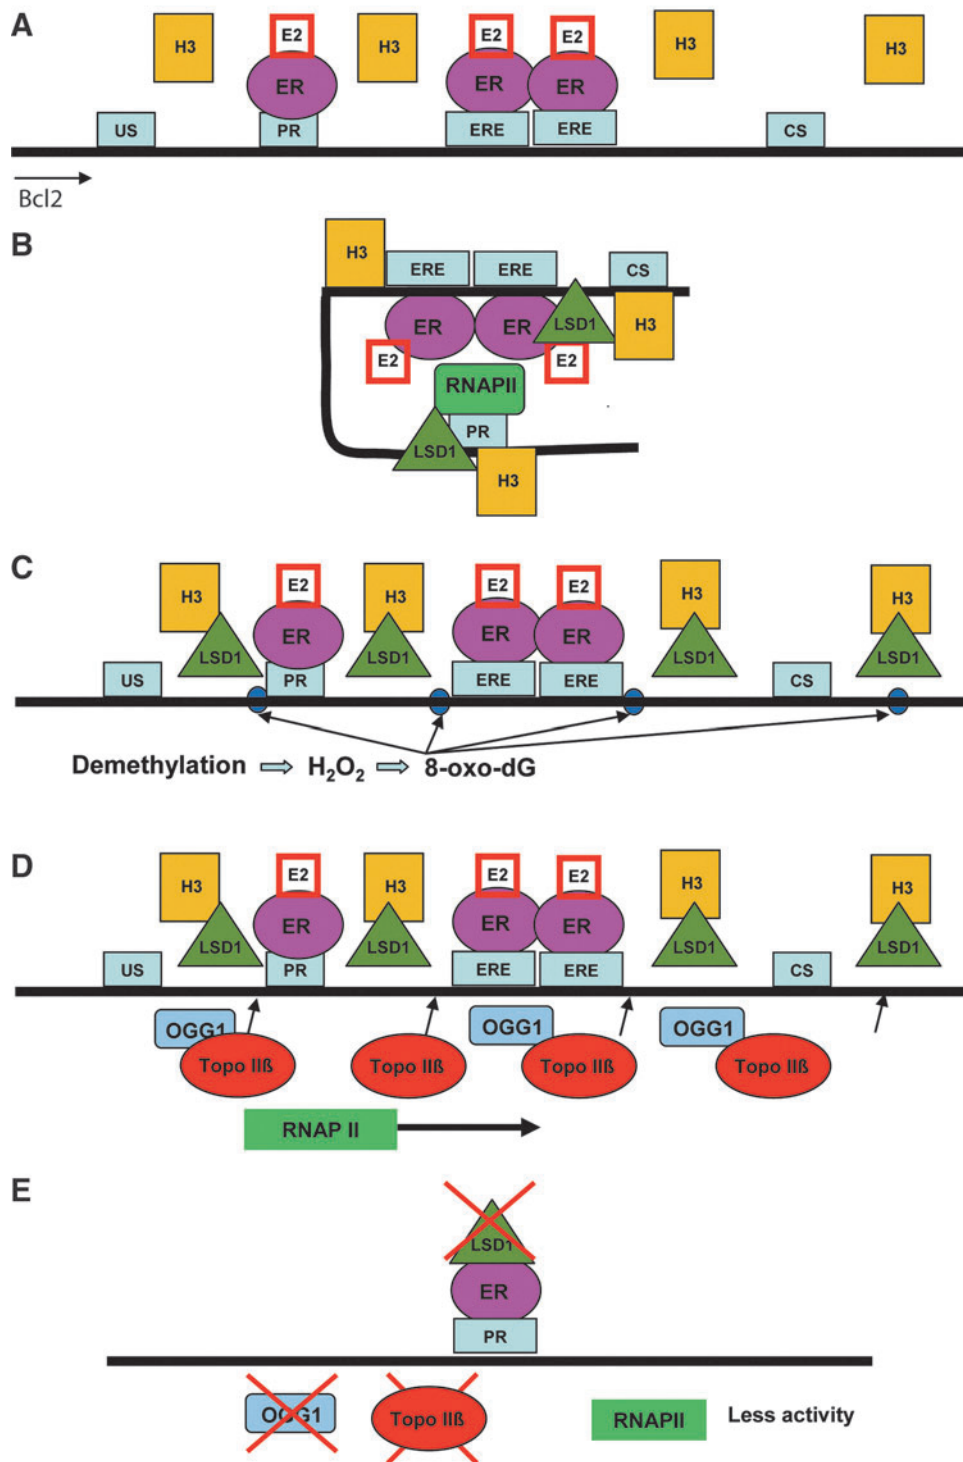 A
H3 E2 H3 E2 E2 H3 H3
ER ER ER
US PR ERE ERE CS
Bcl2
B
H3 ERE ERE CS
ER ER LSD1 H3
E2 E2
RNAPII
PR
LSD1
H3
C
H3 E2 H3 E2 E2 H3 H3
LSD1 ER LSD1 ER ER LSD1 LSD1
US PR ERE ERE CS
Demethylation H₂O₂ 8-oxo-dG
D
H3 E2 H3 E2 E2 H3 H3
LSD1 ER LSD1 ER ER LSD1 LSD1
US PR ERE ERE CS
OGG1 OGG1 OGG1
Topo IIß Topo IIß Topo IIß Topo IIß
RNAP II
E
LSD1
ER
PR
OGG1 Topo IIß RNAPII Less activity